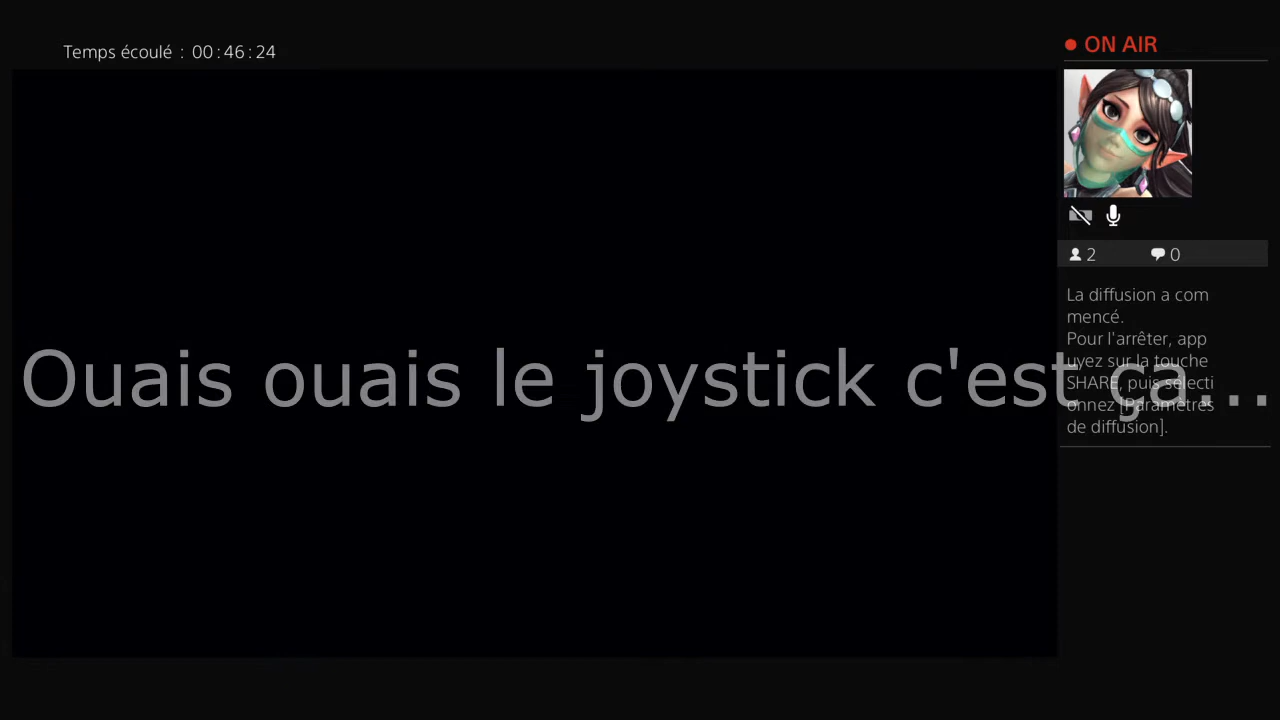 Temps écoulé : 00:46:24
ON AIR
2 0
La diffusion a com
mencé.
Pour l'arrêter, app
uyez sur la touche
SHARE, puis sélecti
onnez [Paramètres
de diffusion].
Ouais ouais le joystick c'est ça...